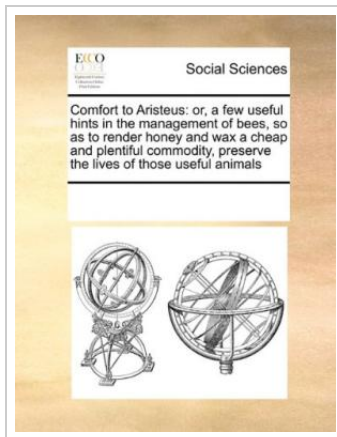 ECCO
Social Sciences
Comfort to Aristeus: or, a few useful
hints in the management of bees, so
as to render honey and wax a cheap
and plentiful commodity, preserve
the lives of those useful animals